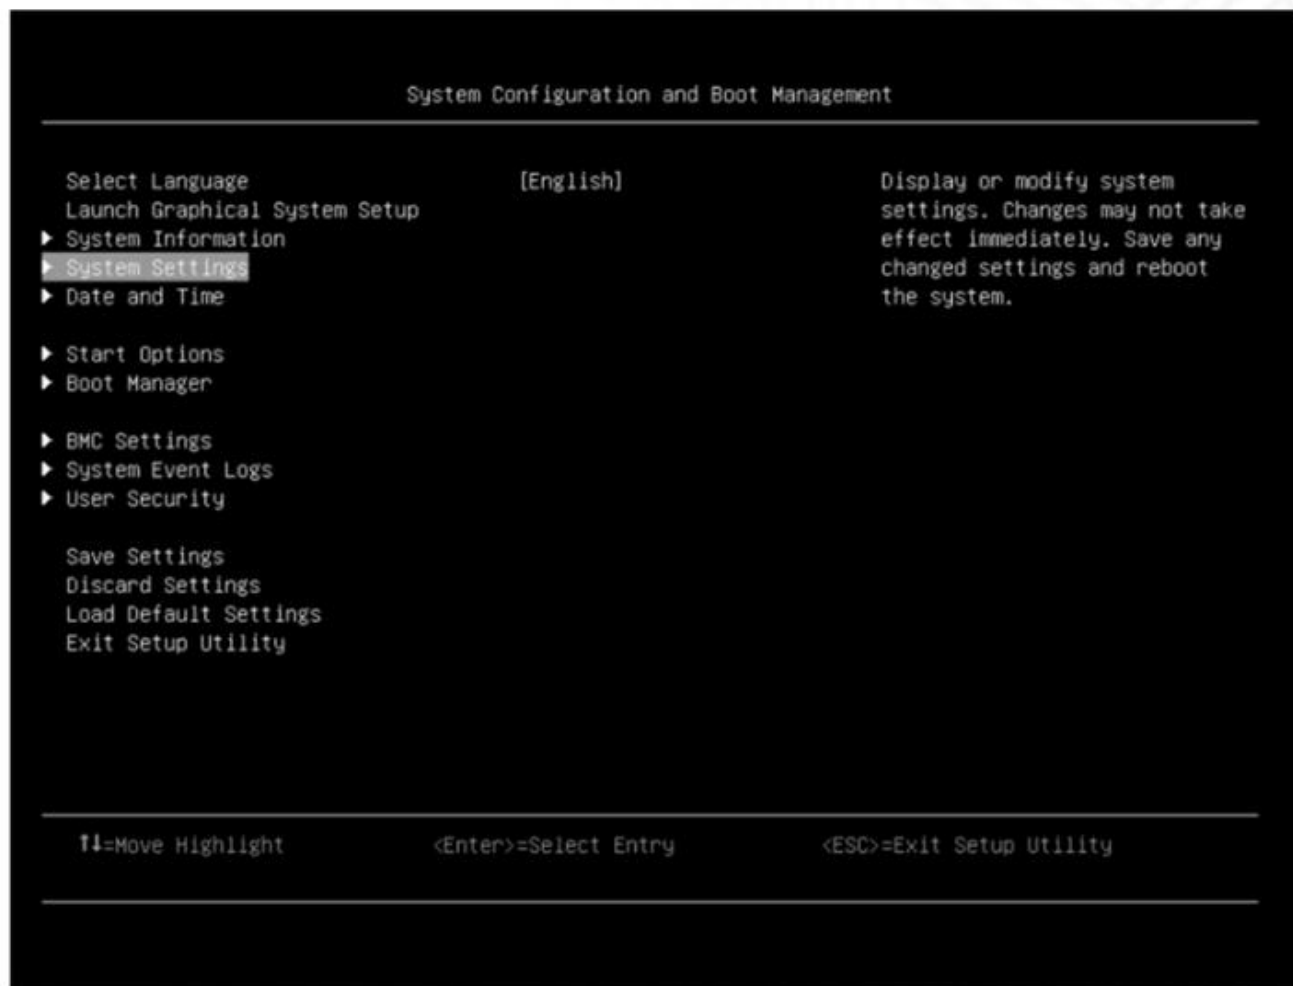 System Configuration and Boot Management
Select Language [English]
Launch Graphical System Setup
System Information
System Settings
Date and Time
Start Options
Boot Manager
BMC Settings
System Event Logs
User Security
Save Settings
Discard Settings
Load Default Settings
Exit Setup Utility
Display or modify system
settings. Changes may not take
effect immediately. Save any
changed settings and reboot
the system.
↑↓=Move Highlight <Enter>=Select Entry <ESC>=Exit Setup Utility